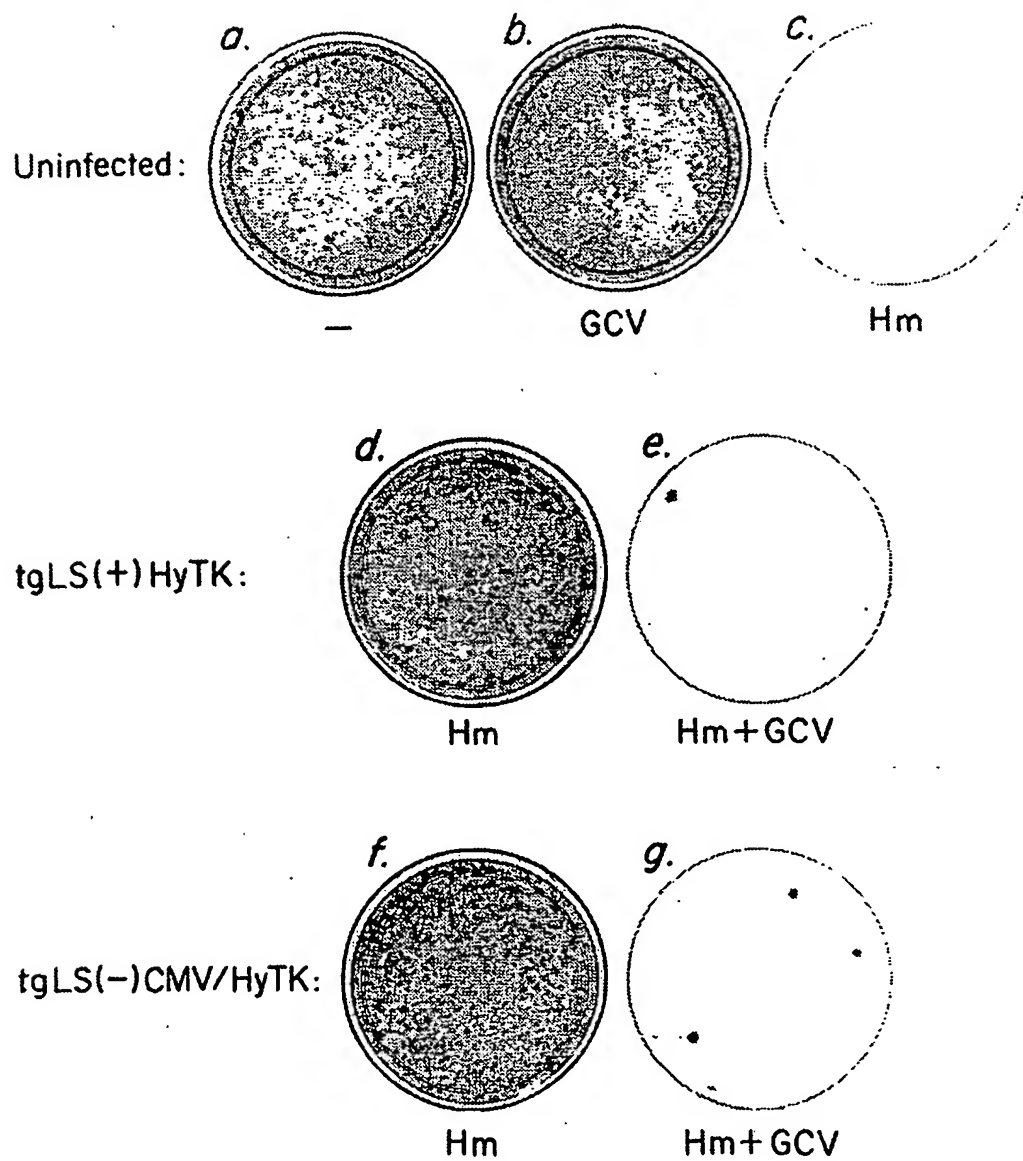 a. b. c.
Uninfected:
— GCV Hm
d. e.
tgLS(+)HyTK:
Hm Hm+GCV
f. g.
tgLS(−)CMV/HyTK:
Hm Hm+GCV